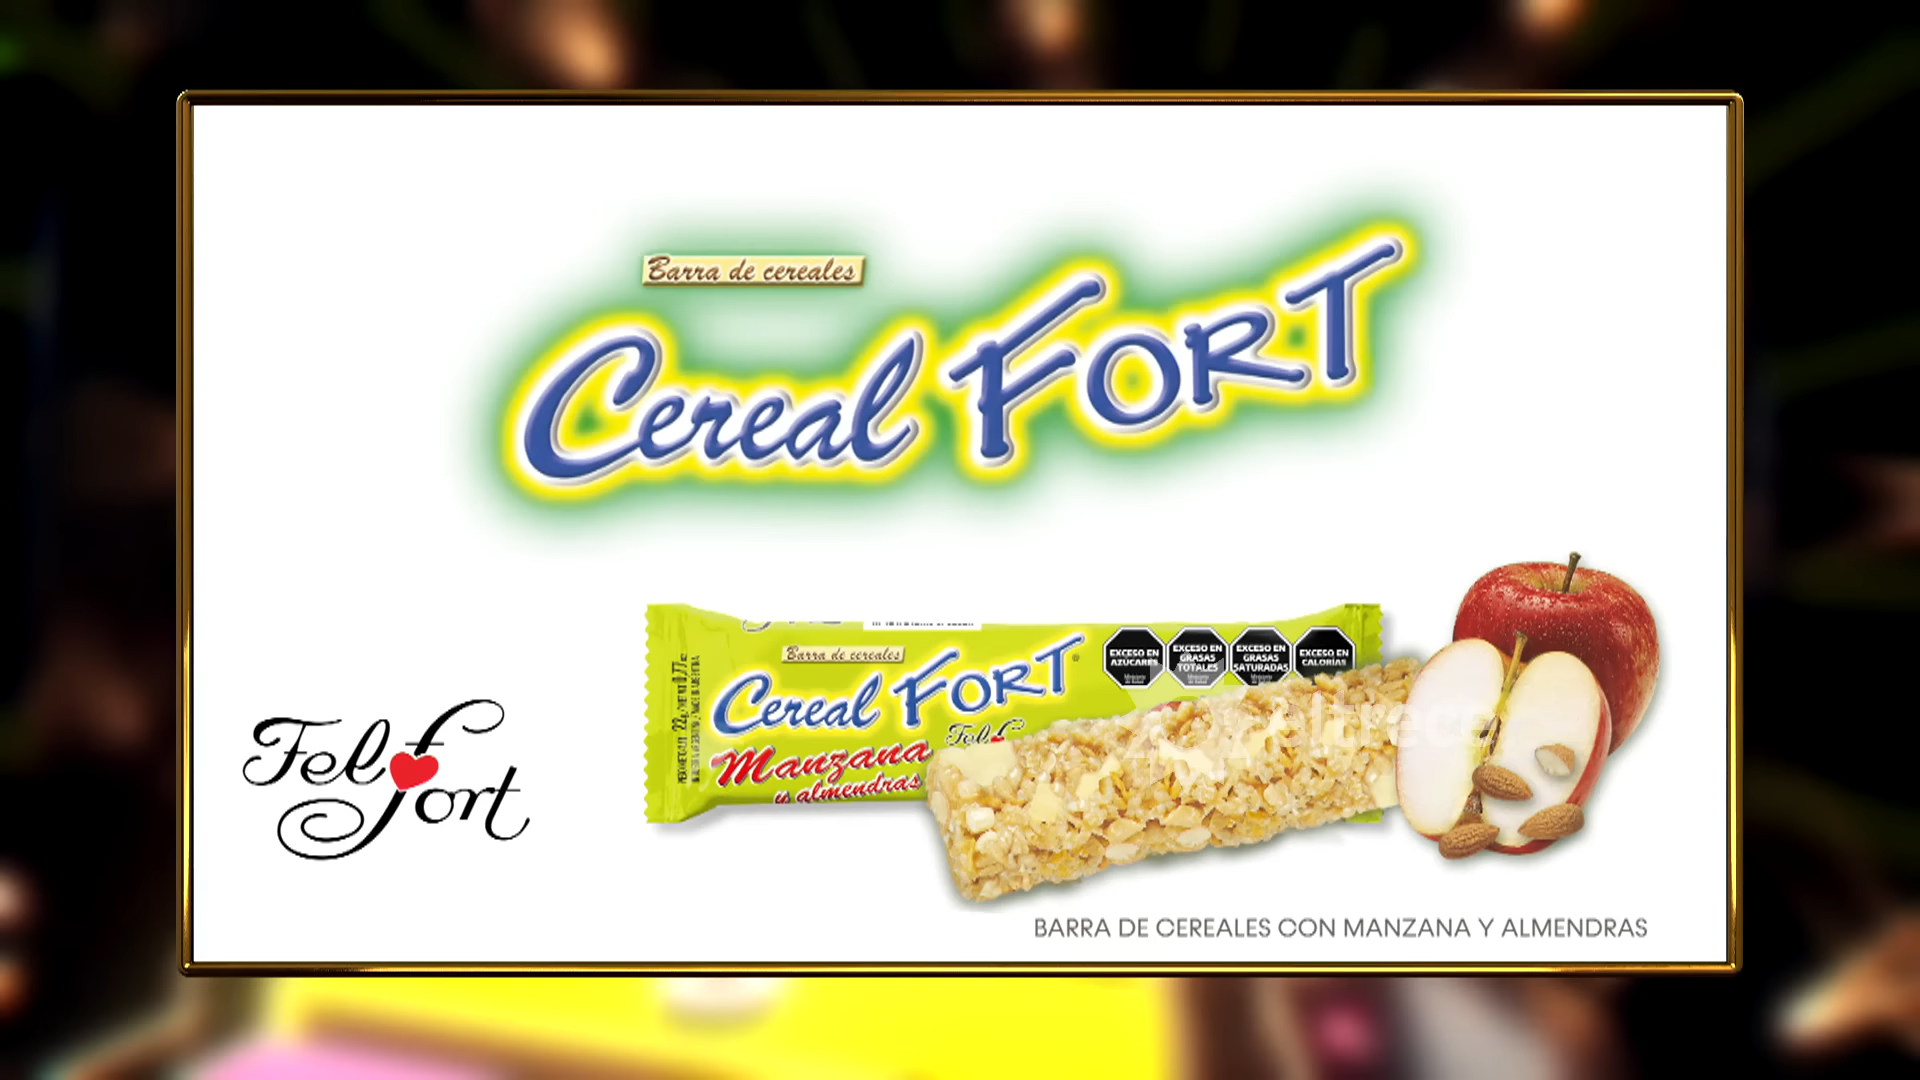 Barra de cereales
Cereal FORT
Barra de cereales
Cereal FORT
Manzana
y almendras
EXCESO EN AZÚCARES
EXCESO EN GRASAS TOTALES
EXCESO EN GRASAS SATURADAS
EXCESO EN CALORÍAS
Felfort
eltrece
BARRA DE CEREALES CON MANZANA Y ALMENDRAS